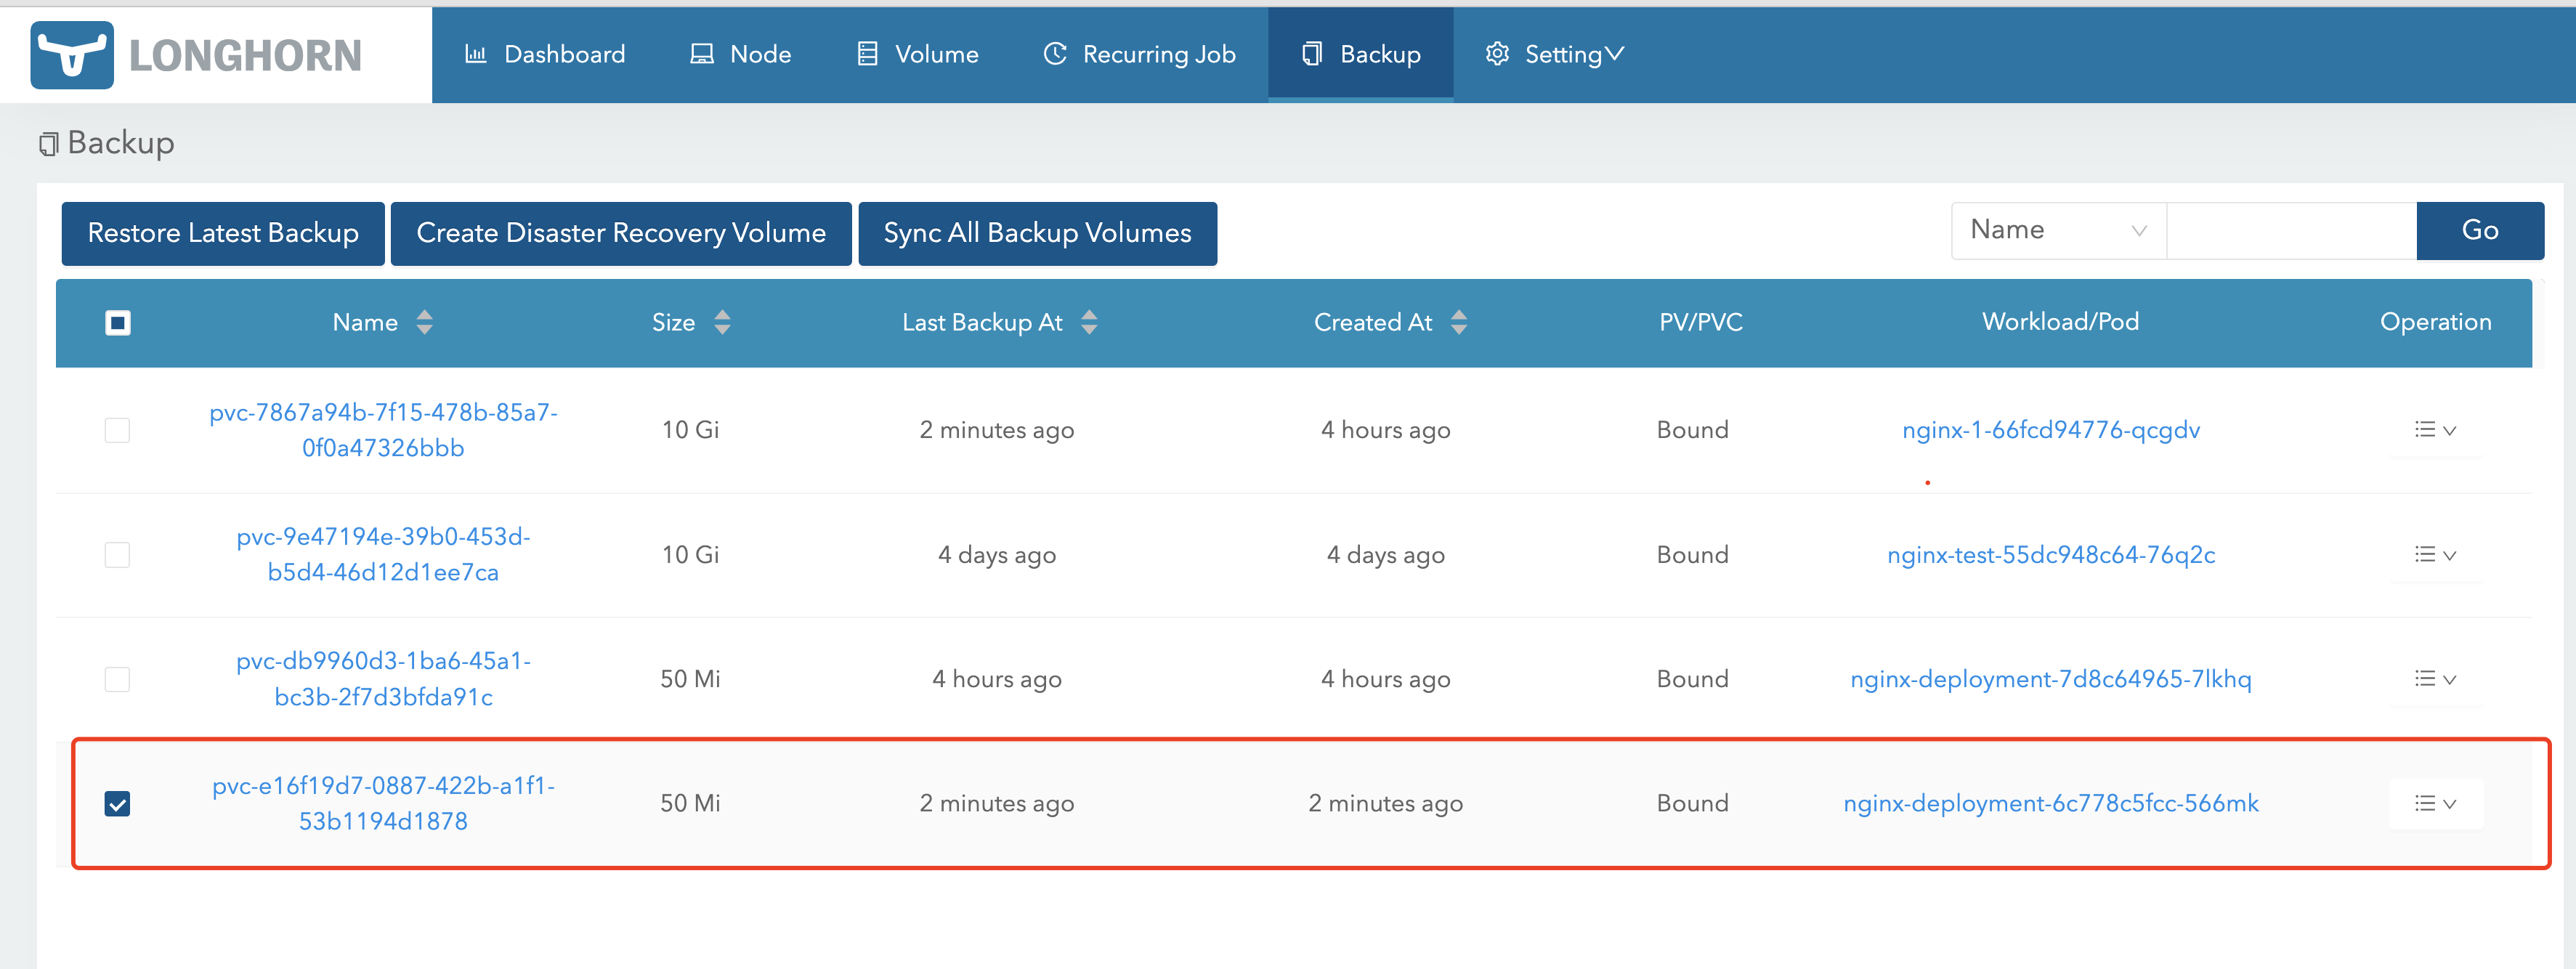 LONGHORN
Dashboard Node Volume Recurring Job Backup Setting
Backup
Restore Latest Backup Create Disaster Recovery Volume Sync All Backup Volumes Name Go
Name Size Last Backup At Created At PV/PVC Workload/Pod Operation
pvc-7867a94b-7f15-478b-85a7-
0f0a47326bbb 10 Gi 2 minutes ago 4 hours ago Bound nginx-1-66fcd94776-qcgdv
pvc-9e47194e-39b0-453d-
b5d4-46d12d1ee7ca 10 Gi 4 days ago 4 days ago Bound nginx-test-55dc948c64-76q2c
pvc-db9960d3-1ba6-45a1-
bc3b-2f7d3bfda91c 50 Mi 4 hours ago 4 hours ago Bound nginx-deployment-7d8c64965-7lkhq
pvc-e16f19d7-0887-422b-a1f1-
53b1194d1878 50 Mi 2 minutes ago 2 minutes ago Bound nginx-deployment-6c778c5fcc-566mk